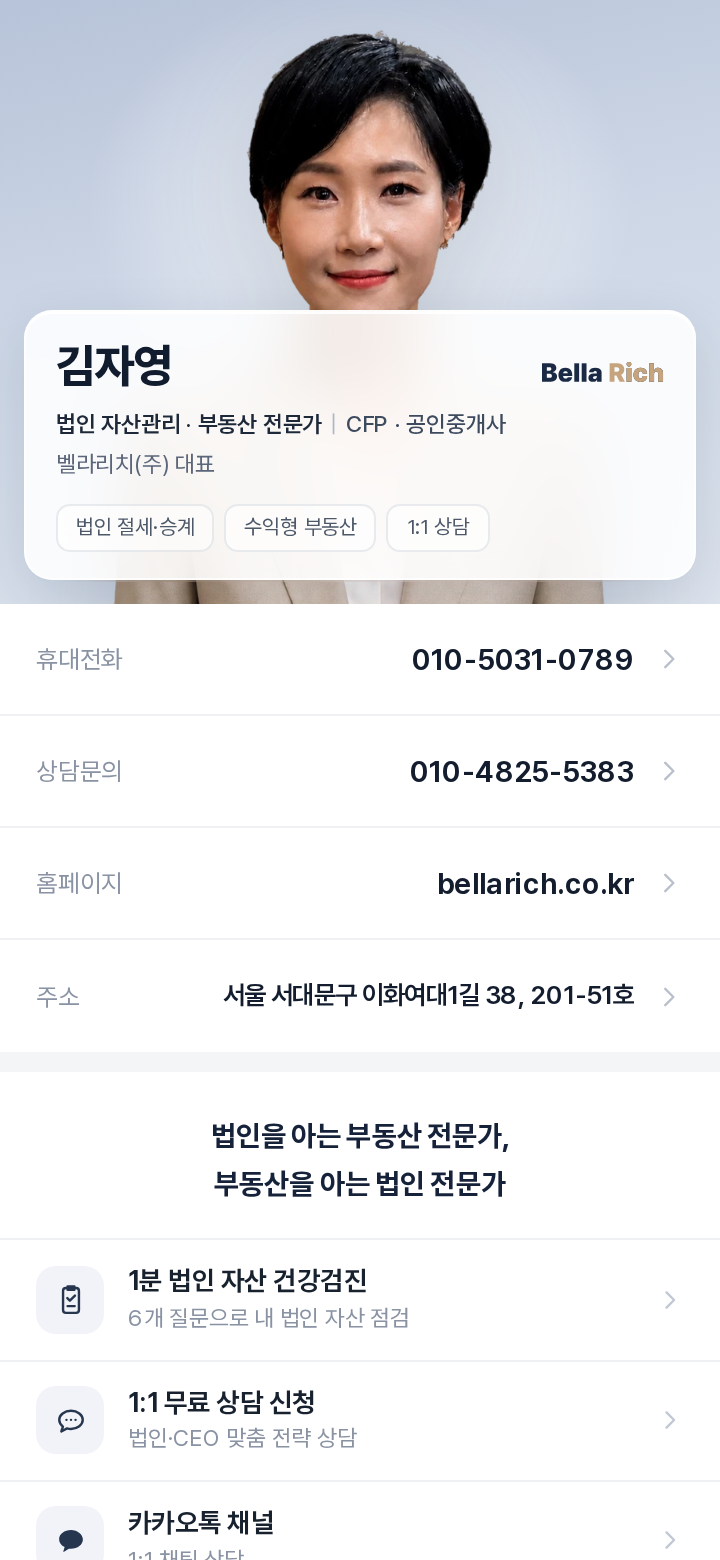 김자영
Bella Rich
법인 자산관리 · 부동산 전문가 | CFP · 공인중개사
벨라리치(주) 대표
법인 절세·승계 수익형 부동산 1:1 상담
휴대전화 010-5031-0789
상담문의 010-4825-5383
홈페이지 bellarich.co.kr
주소 서울 서대문구 이화여대1길 38, 201-51호
법인을 아는 부동산 전문가,
부동산을 아는 법인 전문가
1분 법인 자산 건강검진
6개 질문으로 내 법인 자산 점검
1:1 무료 상담 신청
법인·CEO 맞춤 전략 상담
카카오톡 채널
1:1 채팅 상담